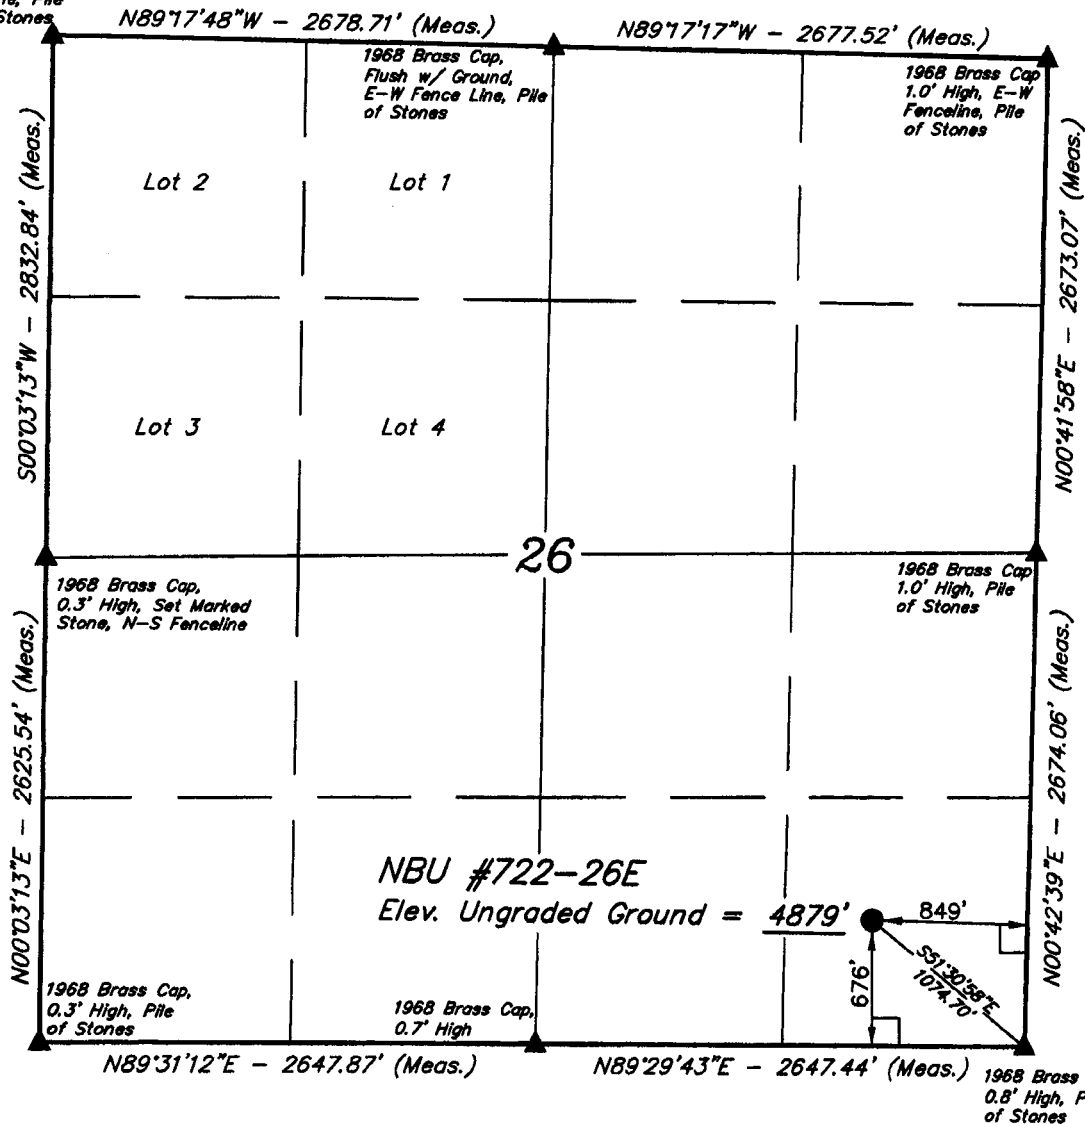 Stones
N89°17'48"W - 2678.71' (Meas.)
N89°17'17"W - 2677.52' (Meas.)
1968 Brass Cap,
Flush w/ Ground,
E-W Fence Line, Pile
of Stones
1968 Brass Cap
1.0' High, E-W
Fenceline, Pile
of Stones
S00°03'13"W - 2832.84' (Meas.)
Lot 2
Lot 1
N00°41'58"E - 2673.07' (Meas.)
Lot 3
Lot 4
26
1968 Brass Cap,
0.3' High, Set Marked
Stone, N-S Fenceline
1968 Brass Cap
1.0' High, Pile
of Stones
N00°03'13"E - 2625.54' (Meas.)
N00°42'39"E - 2674.06' (Meas.)
NBU #722-26E
Elev. Ungraded Ground = 4879'
849'
676'
S51°30'58"E
1074.70'
1968 Brass Cap,
0.3' High, Pile
of Stones
1968 Brass Cap,
0.7' High
N89°31'12"E - 2647.87' (Meas.)
N89°29'43"E - 2647.44' (Meas.)
1968 Brass
0.8' High, P
of Stones